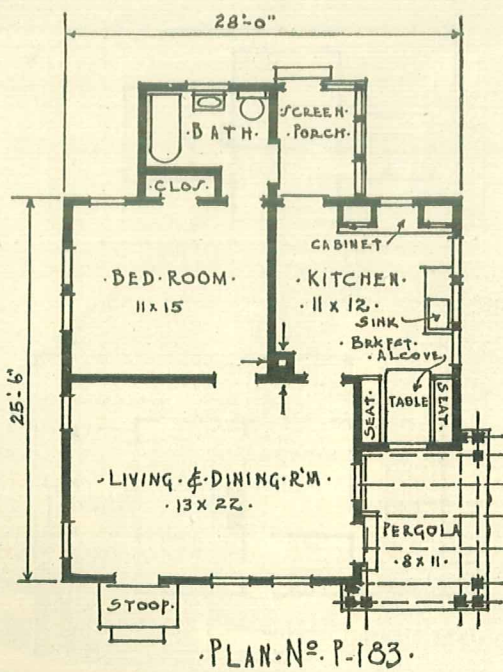 28'-0"
·BATH·
SCREEN·
PORCH·
·CLOS·
CABINET
·BED·ROOM·
11 x 15
·KITCHEN·
·11 x 12·
SINK
·BRKFST·
ALCOVE
SEAT·
TABLE
SEAT·
25'-6"
·LIVING·&·DINING·R'M·
·13 x 22·
PERGOLA
·8 x 11·
STOOP·
·PLAN·Nº·P-183·